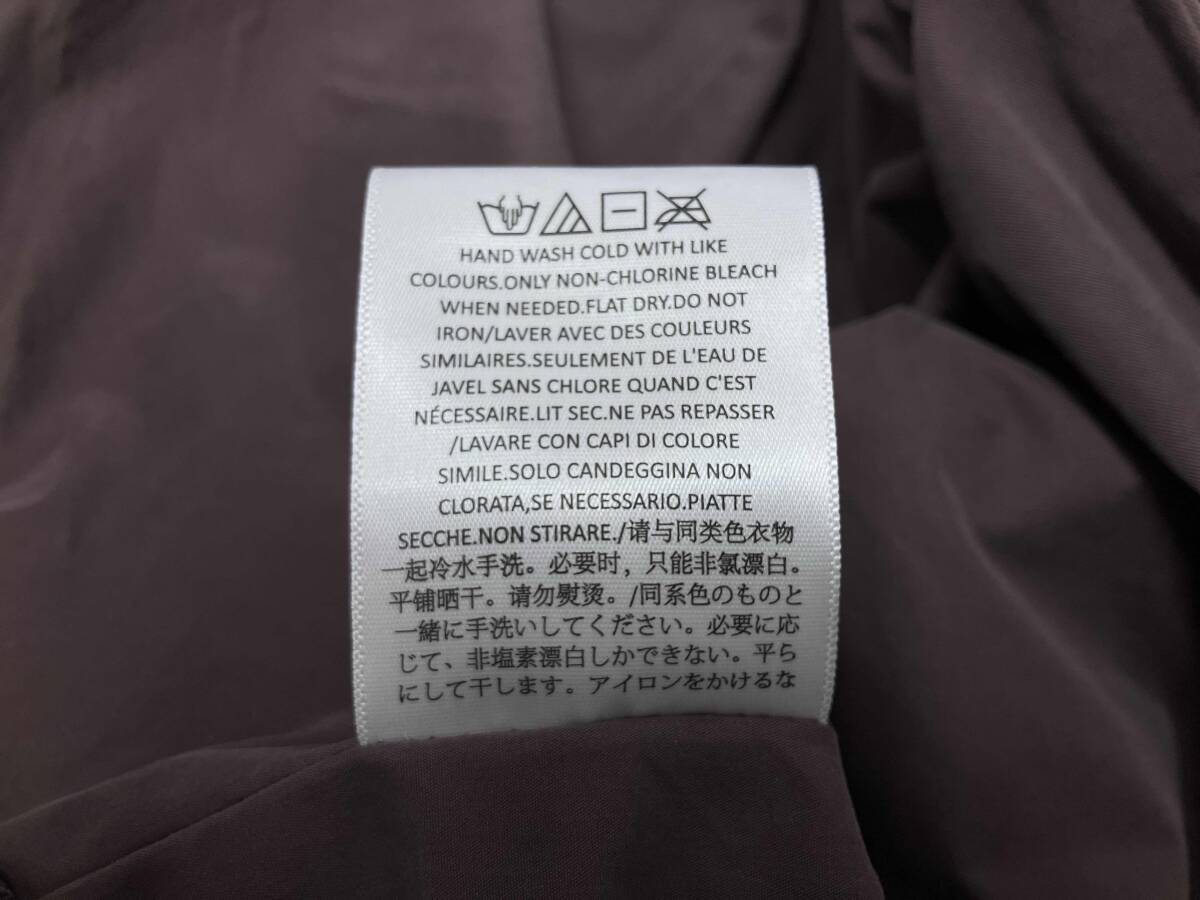 HAND WASH COLD WITH LIKE
COLOURS.ONLY NON-CHLORINE BLEACH
WHEN NEEDED.FLAT DRY.DO NOT
IRON/LAVER AVEC DES COULEURS
SIMILAIRES.SEULEMENT DE L'EAU DE
JAVEL SANS CHLORE QUAND C'EST
NÉCESSAIRE.LIT SEC.NE PAS REPASSER
/LAVARE CON CAPI DI COLORE
SIMILE.SOLO CANDEGGINA NON
CLORATA,SE NECESSARIO.PIATTE
SECCHE.NON STIRARE./请与同类色衣物
一起冷水手洗。必要时，只能非氯漂白。
平铺晒干。请勿熨烫。/同系色のものと
一緒に手洗いしてください。必要に応
じて、非塩素漂白しかできない。平ら
にして干します。アイロンをかけるな